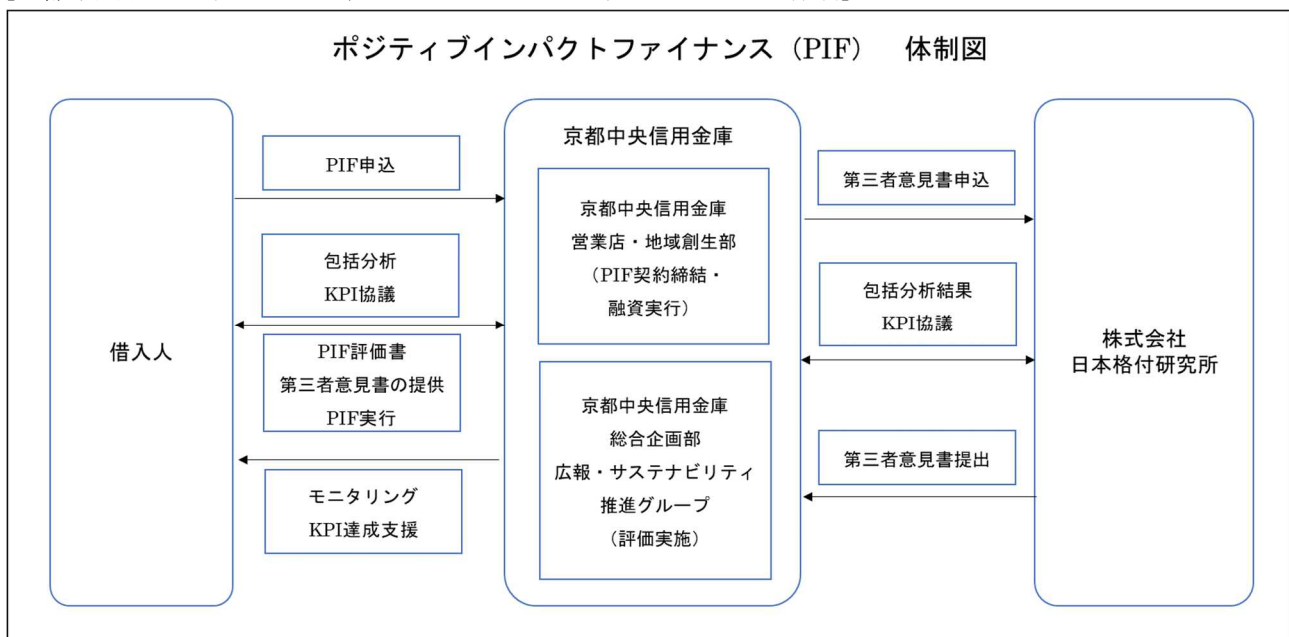 ポジティブインパクトファイナンス（PIF）　体制図
借入人
PIF申込
包括分析
KPI協議
PIF評価書
第三者意見書の提供
PIF実行
モニタリング
KPI達成支援
京都中央信用金庫
京都中央信用金庫
営業店・地域創生部
（PIF契約締結・
融資実行）
京都中央信用金庫
総合企画部
広報・サステナビリティ
推進グループ
（評価実施）
第三者意見書申込
包括分析結果
KPI協議
第三者意見書提出
株式会社
日本格付研究所